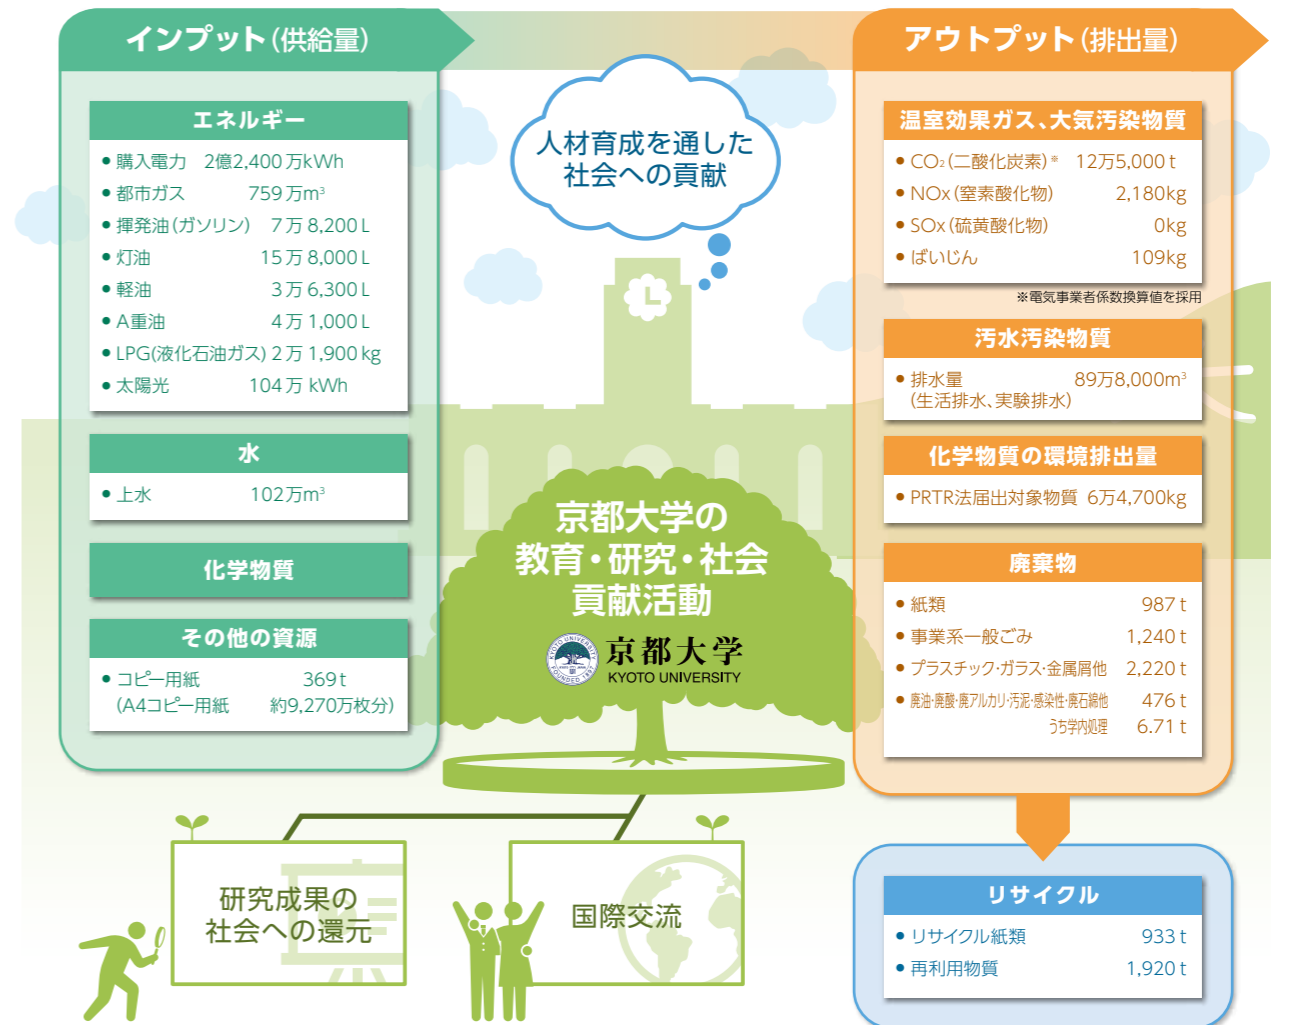 インプット（供給量）
エネルギー
• 購入電力 2億2,400万kWh
• 都市ガス 759万m³
• 揮発油（ガソリン） 7万8,200L
• 灯油 15万8,000L
• 軽油 3万6,300L
• A重油 4万1,000L
• LPG(液化石油ガス) 2万1,900kg
• 太陽光 104万kWh
水
• 上水 102万m³
化学物質
その他の資源
• コピー用紙 369t
（A4コピー用紙 約9,270万枚分）
人材育成を通した
社会への貢献
京都大学の
教育・研究・社会
貢献活動
KYOTO UNIVERSITY
FOUNDED 1897
京都大学
KYOTO UNIVERSITY
研究成果の
社会への還元
国際交流
アウトプット（排出量）
温室効果ガス、大気汚染物質
• CO₂（二酸化炭素）※ 12万5,000t
• NOx（窒素酸化物） 2,180kg
• SOx（硫黄酸化物） 0kg
• ばいじん 109kg
※電気事業者係数換算値を採用
汚水汚染物質
• 排水量 89万8,000m³
（生活排水、実験排水）
化学物質の環境排出量
• PRTR法届出対象物質 6万4,700kg
廃棄物
• 紙類 987t
• 事業系一般ごみ 1,240t
• プラスチック・ガラス・金属屑他 2,220t
• 廃油・廃酸・廃アルカリ・汚泥・感染性・廃石綿他 476t
うち学内処理 6.71t
リサイクル
• リサイクル紙類 933t
• 再利用物質 1,920t